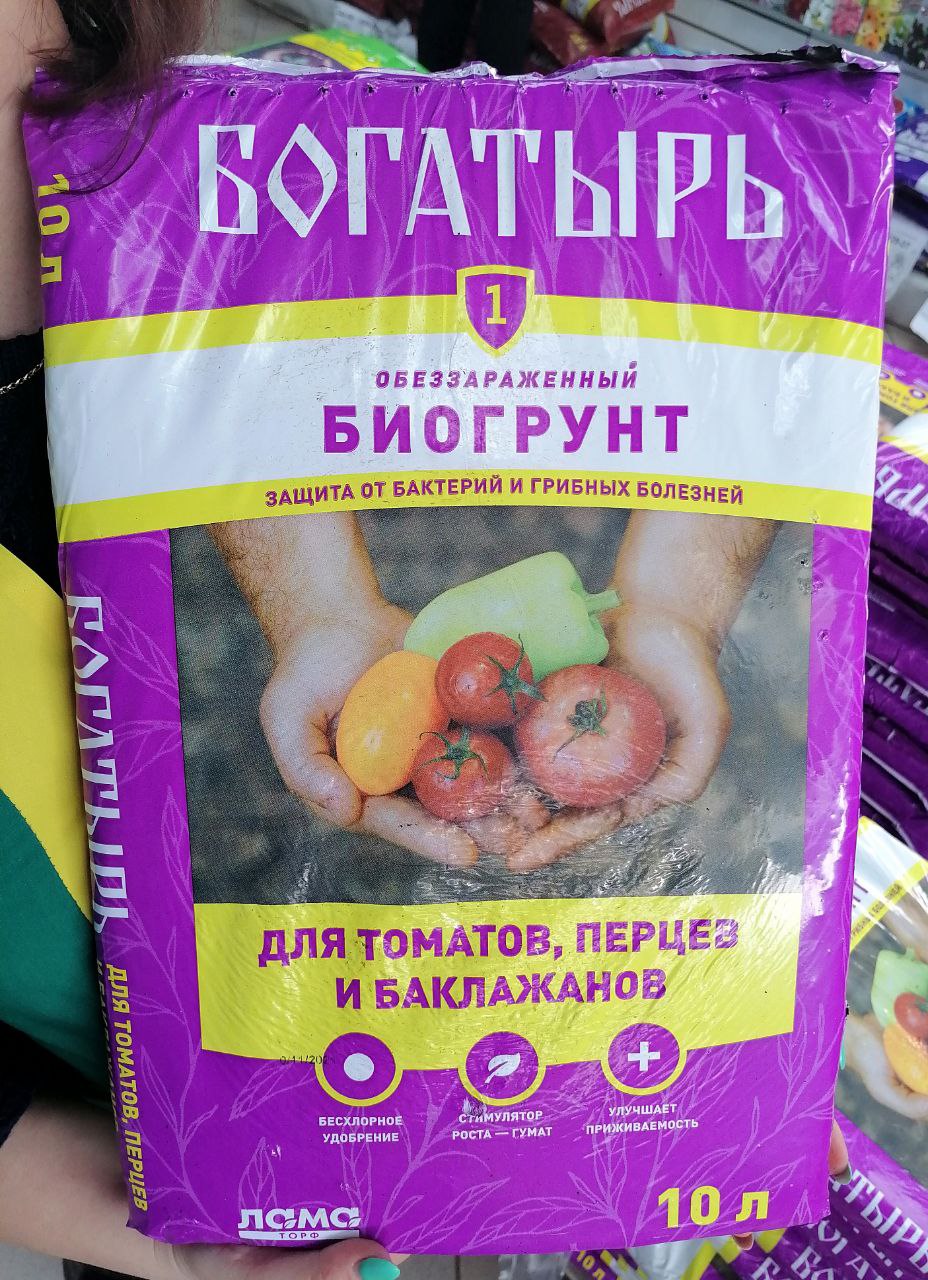 БОГАТЫРЬ
1
ОБЕЗЗАРАЖЕННЫЙ
БИОГРУНТ
ЗАЩИТА ОТ БАКТЕРИЙ И ГРИБНЫХ БОЛЕЗНЕЙ
ДЛЯ ТОМАТОВ, ПЕРЦЕВ
И БАКЛАЖАНОВ
БЕСХЛОРНОЕ
УДОБРЕНИЕ
СТИМУЛЯТОР
РОСТА — ГУМАТ
УЛУЧШАЕТ
ПРИЖИВАЕМОСТЬ
лама
ТОРФ
10 л
10 л
БОГАТЫРЬ
ДЛЯ ТОМАТОВ, ПЕРЦЕВ